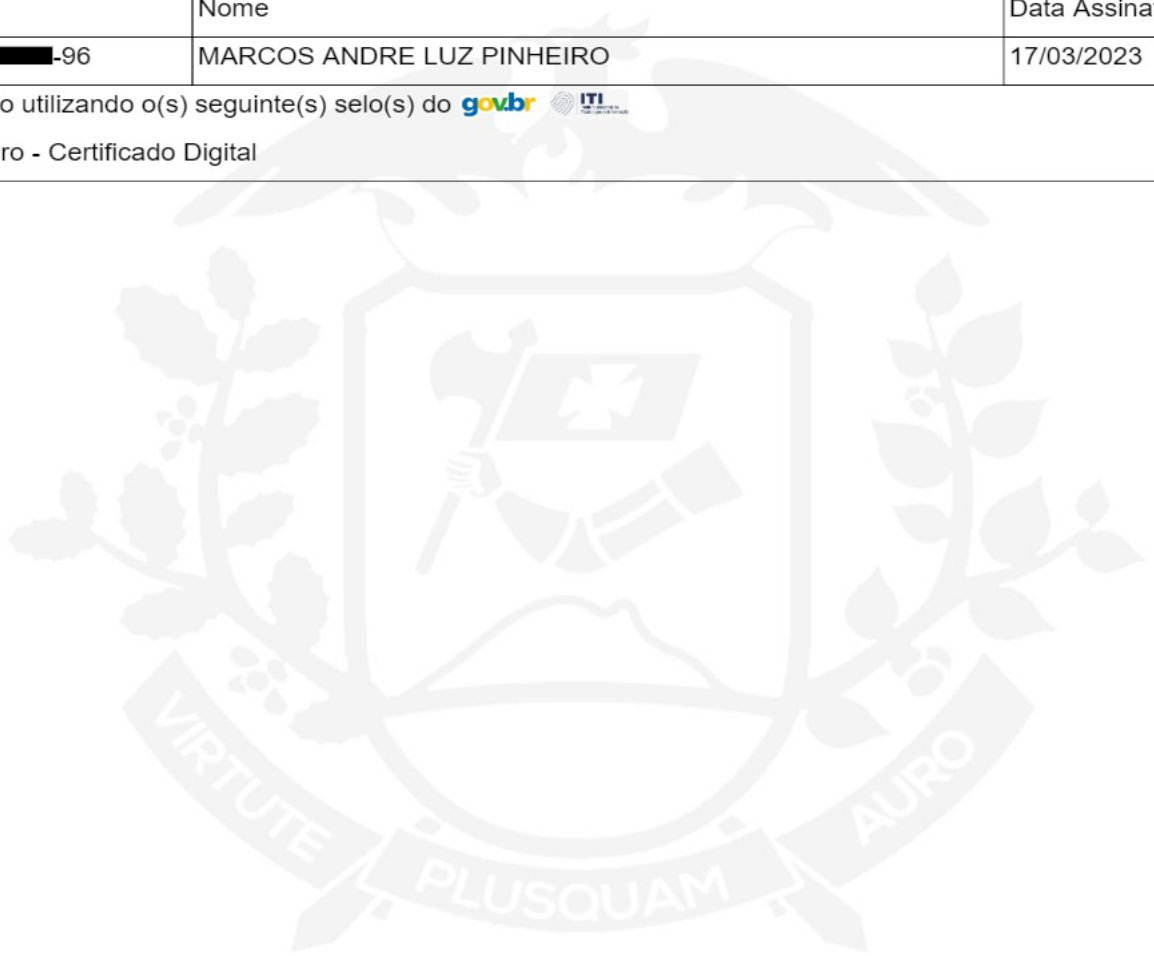 Nome Data Assina
-96 MARCOS ANDRE LUZ PINHEIRO 17/03/2023
o utilizando o(s) seguinte(s) selo(s) do gov.br ITI
ro - Certificado Digital
VIRTUTE PLUSQUAM AURO